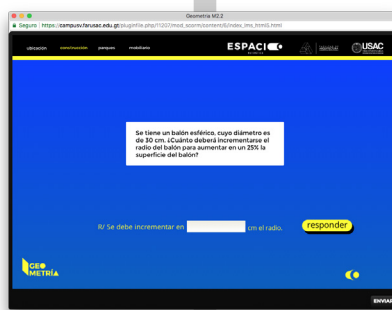 Geometria M2.2
Seguro | https://campusv.farusac.edu.gt/pluginfile.php/11207/mod_scorm/content/6/index_lms_html5.html
ubicación construcción parques mobiliario
ESPACIO
USAC
Se tiene un balón esférico, cuyo diámetro es
de 30 cm. ¿Cuánto deberá incrementarse el
radio del balón para aumentar en un 25% la
superficie del balón?
R/ Se debe incrementar en cm el radio.
responder
GEO
METRÍA
ENVIAR